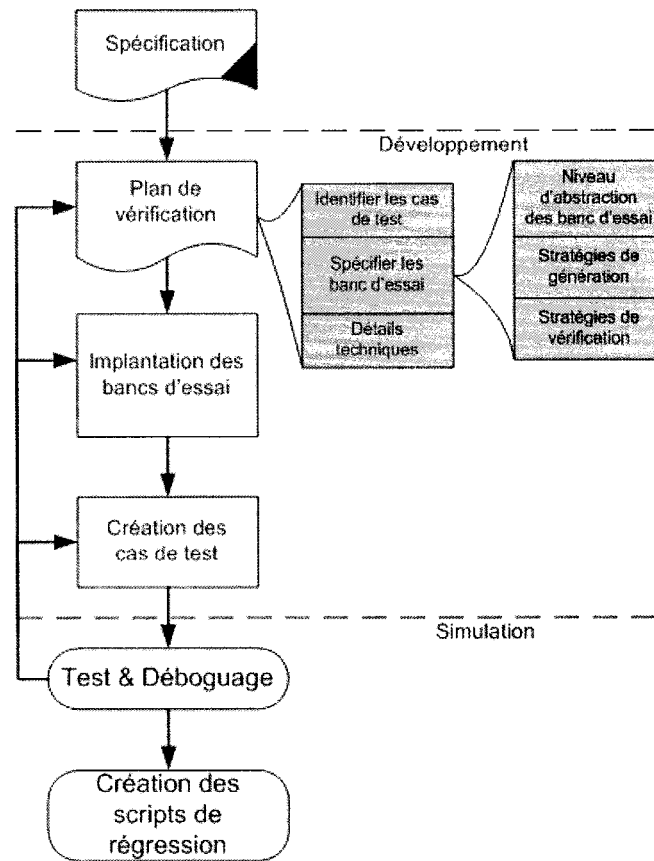 Spécification
Développement
Plan de
vérification
Identifier les cas
de test
Spécifier les
banc d'essai
Détails
techniques
Niveau
d'abstraction
des banc d'essai
Stratégies de
génération
Stratégies de
vérification
Implantation des
bancs d'essai
Création des
cas de test
Simulation
Test & Déboguage
Création des
scripts de
régression